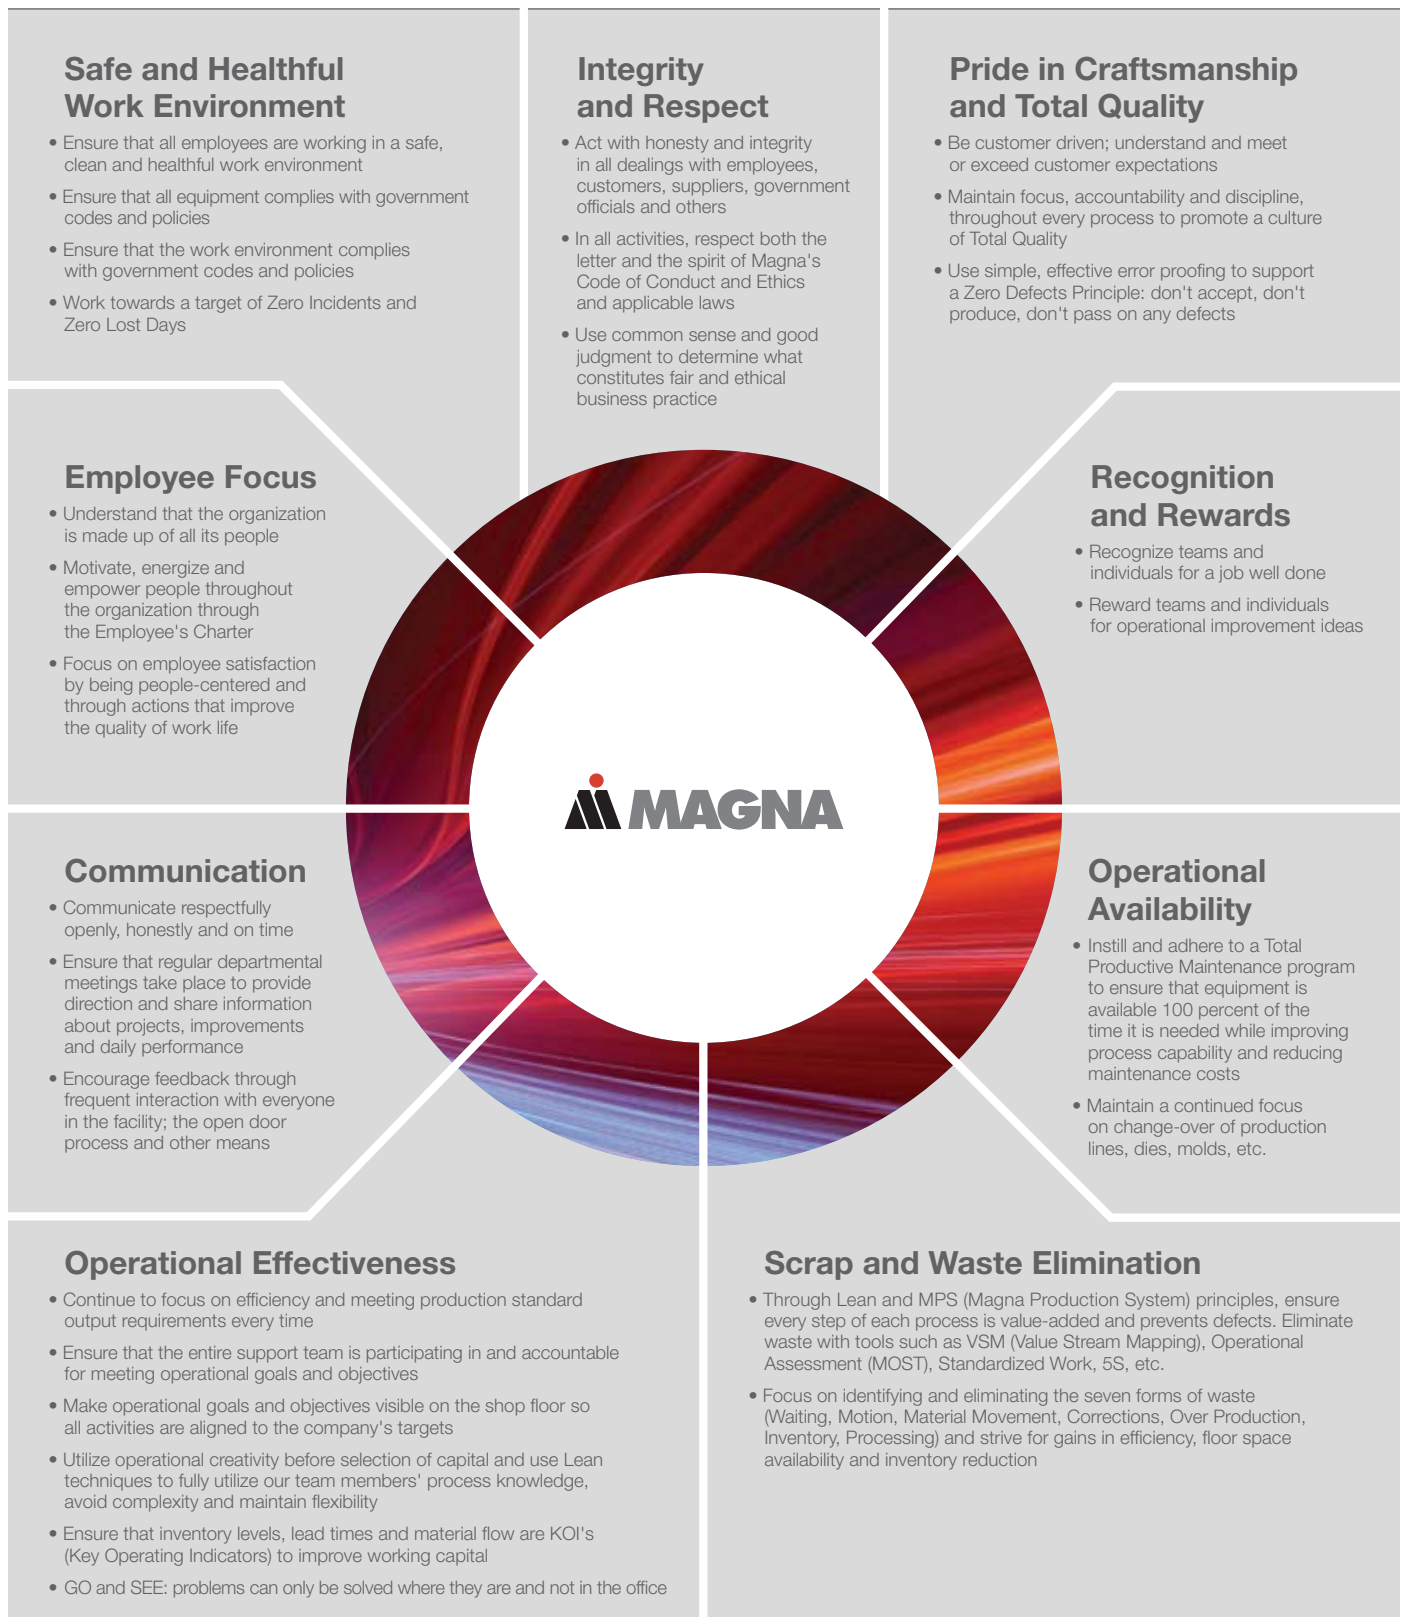 Safe and Healthful
Work Environment
• Ensure that all employees are working in a safe,
clean and healthful work environment
• Ensure that all equipment complies with government
codes and policies
• Ensure that the work environment complies
with government codes and policies
• Work towards a target of Zero Incidents and
Zero Lost Days
Integrity
and Respect
• Act with honesty and integrity
in all dealings with employees,
customers, suppliers, government
officials and others
• In all activities, respect both the
letter and the spirit of Magna's
Code of Conduct and Ethics
and applicable laws
• Use common sense and good
judgment to determine what
constitutes fair and ethical
business practice
Pride in Craftsmanship
and Total Quality
• Be customer driven; understand and meet
or exceed customer expectations
• Maintain focus, accountability and discipline,
throughout every process to promote a culture
of Total Quality
• Use simple, effective error proofing to support
a Zero Defects Principle: don't accept, don't
produce, don't pass on any defects
Employee Focus
• Understand that the organization
is made up of all its people
• Motivate, energize and
empower people throughout
the organization through
the Employee's Charter
• Focus on employee satisfaction
by being people-centered and
through actions that improve
the quality of work life
Recognition
and Rewards
• Recognize teams and
individuals for a job well done
• Reward teams and individuals
for operational improvement ideas
MAGNA
Communication
• Communicate respectfully
openly, honestly and on time
• Ensure that regular departmental
meetings take place to provide
direction and share information
about projects, improvements
and daily performance
• Encourage feedback through
frequent interaction with everyone
in the facility; the open door
process and other means
Operational
Availability
• Instill and adhere to a Total
Productive Maintenance program
to ensure that equipment is
available 100 percent of the
time it is needed while improving
process capability and reducing
maintenance costs
• Maintain a continued focus
on change-over of production
lines, dies, molds, etc.
Operational Effectiveness
• Continue to focus on efficiency and meeting production standard
output requirements every time
• Ensure that the entire support team is participating in and accountable
for meeting operational goals and objectives
• Make operational goals and objectives visible on the shop floor so
all activities are aligned to the company's targets
• Utilize operational creativity before selection of capital and use Lean
techniques to fully utilize our team members' process knowledge,
avoid complexity and maintain flexibility
• Ensure that inventory levels, lead times and material flow are KOI's
(Key Operating Indicators) to improve working capital
• GO and SEE: problems can only be solved where they are and not in the office
Scrap and Waste Elimination
• Through Lean and MPS (Magna Production System) principles, ensure
every step of each process is value-added and prevents defects. Eliminate
waste with tools such as VSM (Value Stream Mapping), Operational
Assessment (MOST), Standardized Work, 5S, etc.
• Focus on identifying and eliminating the seven forms of waste
(Waiting, Motion, Material Movement, Corrections, Over Production,
Inventory, Processing) and strive for gains in efficiency, floor space
availability and inventory reduction